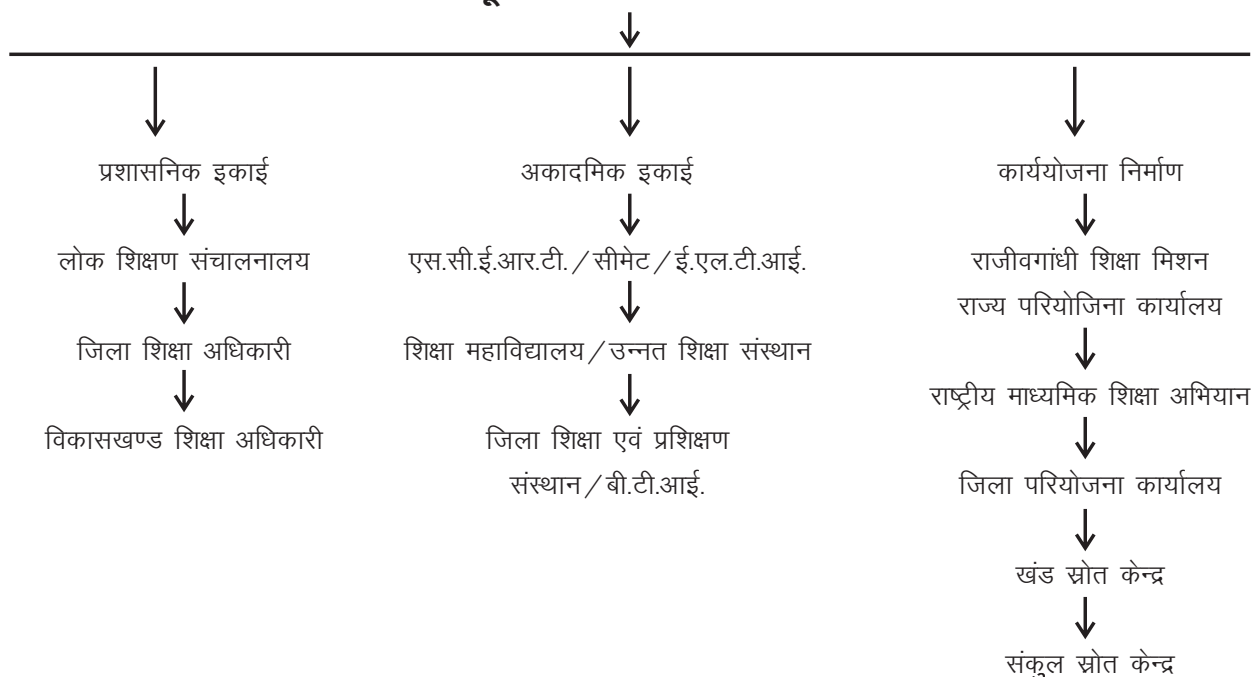 प्रशासनिक इकाई
लोक शिक्षण संचालनालय
जिला शिक्षा अधिकारी
विकासखण्ड शिक्षा अधिकारी
अकादमिक इकाई
एस.सी.ई.आर.टी./सीमेट/ई.एल.टी.आई.
शिक्षा महाविद्यालय/उन्नत शिक्षा संस्थान
जिला शिक्षा एवं प्रशिक्षण
संस्थान/बी.टी.आई.
कार्ययोजना निर्माण
राजीवगांधी शिक्षा मिशन
राज्य परियोजिना कार्यालय
राष्ट्रीय माध्यमिक शिक्षा अभियान
जिला परियोजना कार्यालय
खंड स्रोत केन्द्र
संकुल स्रोत केन्द्र